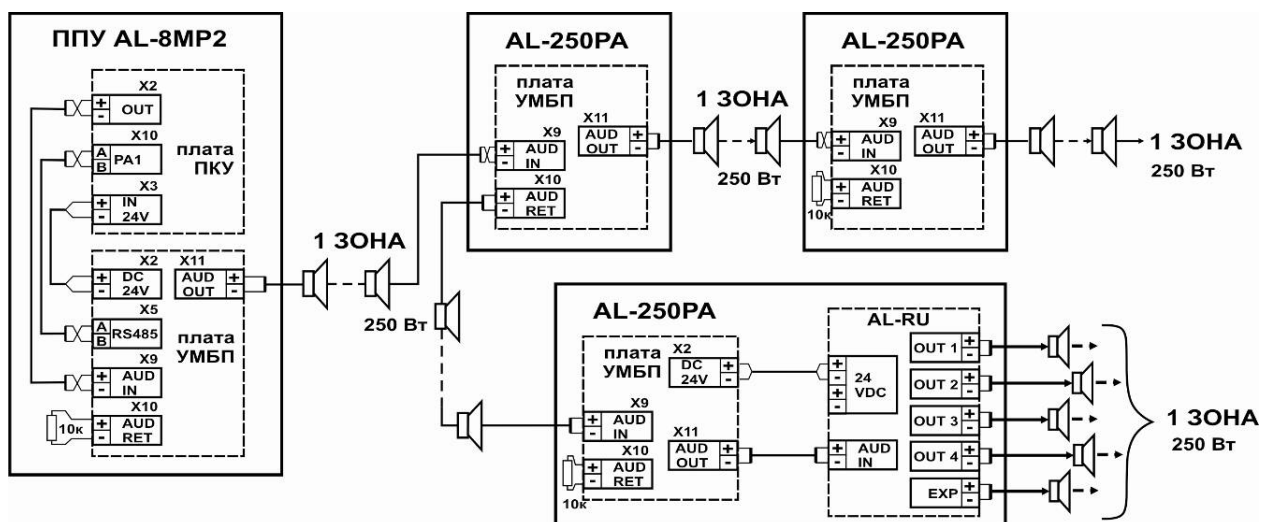 ППУ AL-8MP2
X2
+
-
OUT
X10
A
B
PA1
плата
ПКУ
X3
+
-
IN
24V
X2
+
-
DC
24V
X11
AUD
OUT
+
-
X5
A
B
RS485
плата
УМБП
X9
+
-
AUD
IN
X10
10к
+
-
AUD
RET
1 ЗОНА
250 Вт
AL-250PA
плата
УМБП
X11
AUD
OUT
+
-
X9
+
-
AUD
IN
X10
+
-
AUD
RET
1 ЗОНА
250 Вт
AL-250PA
плата
УМБП
X11
AUD
OUT
+
-
X9
+
-
AUD
IN
X10
10к
+
-
AUD
RET
1 ЗОНА
250 Вт
AL-250PA
плата
УМБП
X2
DC
24V
+
-
X9
+
-
AUD
IN
X11
AUD
OUT
+
-
X10
10к
+
-
AUD
RET
AL-RU
+
-
+
-
24
VDC
+
-
AUD
IN
OUT 1
+
-
OUT 2
+
-
OUT 3
+
-
OUT 4
+
-
EXP
+
-
1 ЗОНА
250 Вт